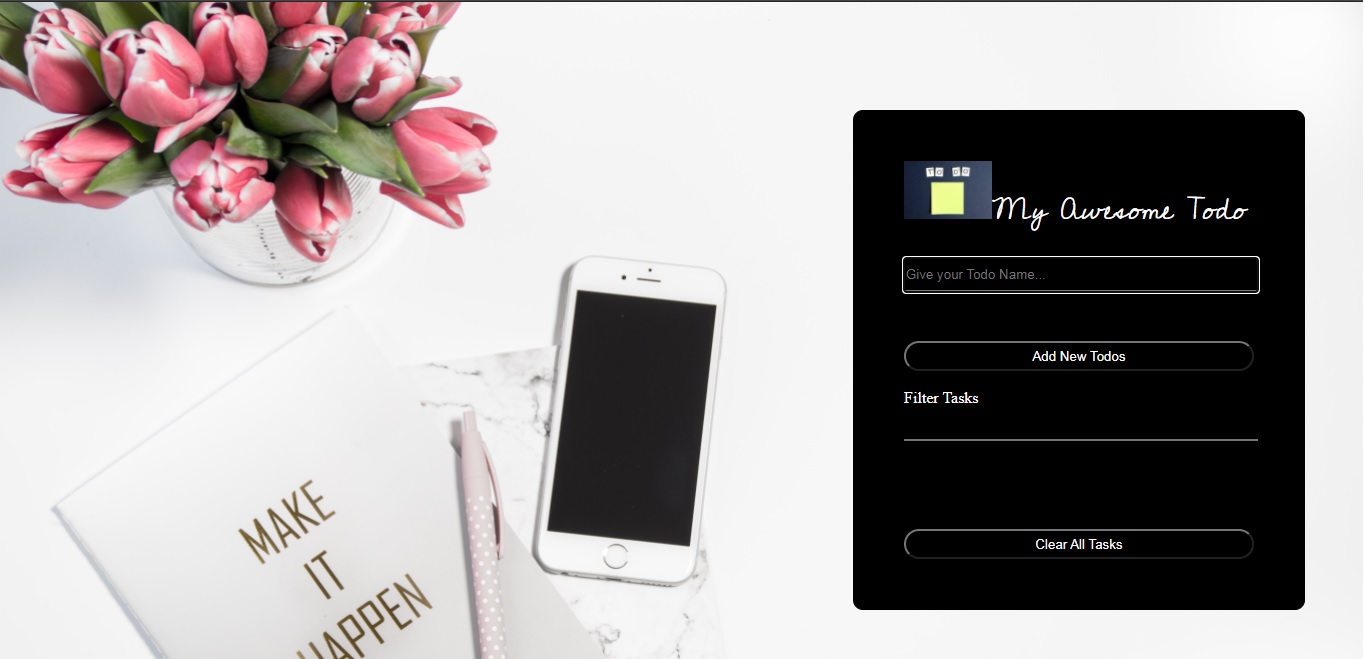 MAKE
IT
HAPPEN
TO DO
My Awesome Todo
Give your Todo Name...
Add New Todos
Filter Tasks
Clear All Tasks